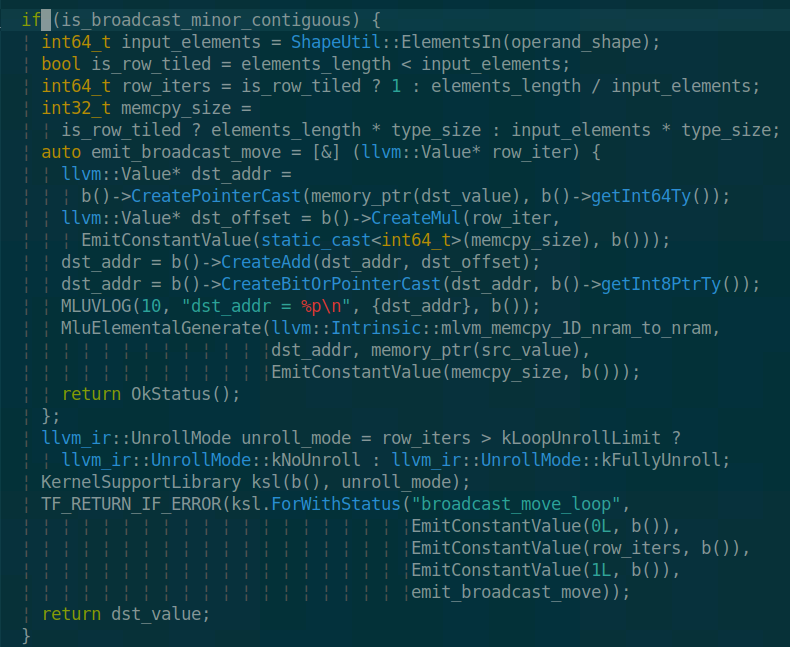 if (is_broadcast_minor_contiguous) {
int64_t input_elements = ShapeUtil::ElementsIn(operand_shape);
bool is_row_tiled = elements_length < input_elements;
int64_t row_iters = is_row_tiled ? 1 : elements_length / input_elements;
int32_t memcpy_size =
is_row_tiled ? elements_length * type_size : input_elements * type_size;
auto emit_broadcast_move = [&] (llvm::Value* row_iter) {
llvm::Value* dst_addr =
b()->CreatePointerCast(memory_ptr(dst_value), b()->getInt64Ty());
llvm::Value* dst_offset = b()->CreateMul(row_iter,
EmitConstantValue(static_cast<int64_t>(memcpy_size), b()));
dst_addr = b()->CreateAdd(dst_addr, dst_offset);
dst_addr = b()->CreateBitOrPointerCast(dst_addr, b()->getInt8PtrTy());
MLUVLOG(10, "dst_addr = %p\n", {dst_addr}, b());
MluElementalGenerate(llvm::Intrinsic::mlvm_memcpy_1D_nram_to_nram,
dst_addr, memory_ptr(src_value),
EmitConstantValue(memcpy_size, b()));
return OkStatus();
};
llvm_ir::UnrollMode unroll_mode = row_iters > kLoopUnrollLimit ?
llvm_ir::UnrollMode::kNoUnroll : llvm_ir::UnrollMode::kFullyUnroll;
KernelSupportLibrary ksl(b(), unroll_mode);
TF_RETURN_IF_ERROR(ksl.ForWithStatus("broadcast_move_loop",
EmitConstantValue(0L, b()),
EmitConstantValue(row_iters, b()),
EmitConstantValue(1L, b()),
emit_broadcast_move));
return dst_value;
}